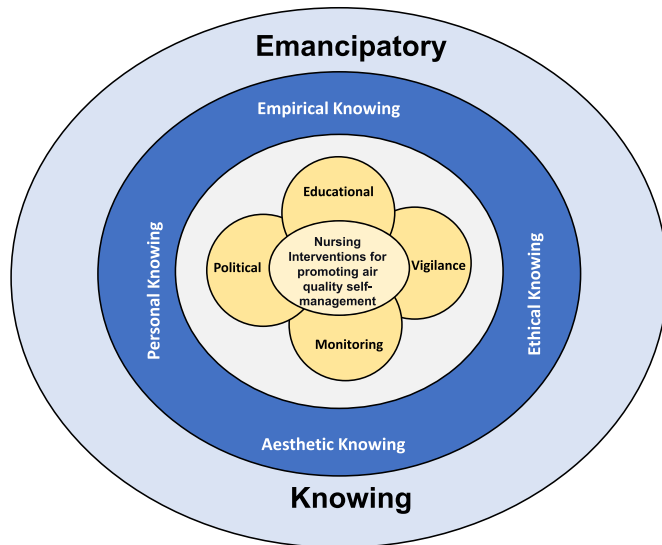 Emancipatory
Empirical Knowing
Educational
Personal Knowing
Political
Nursing
Interventions for
promoting air
quality self-
management
Vigilance
Ethical Knowing
Monitoring
Aesthetic Knowing
Knowing